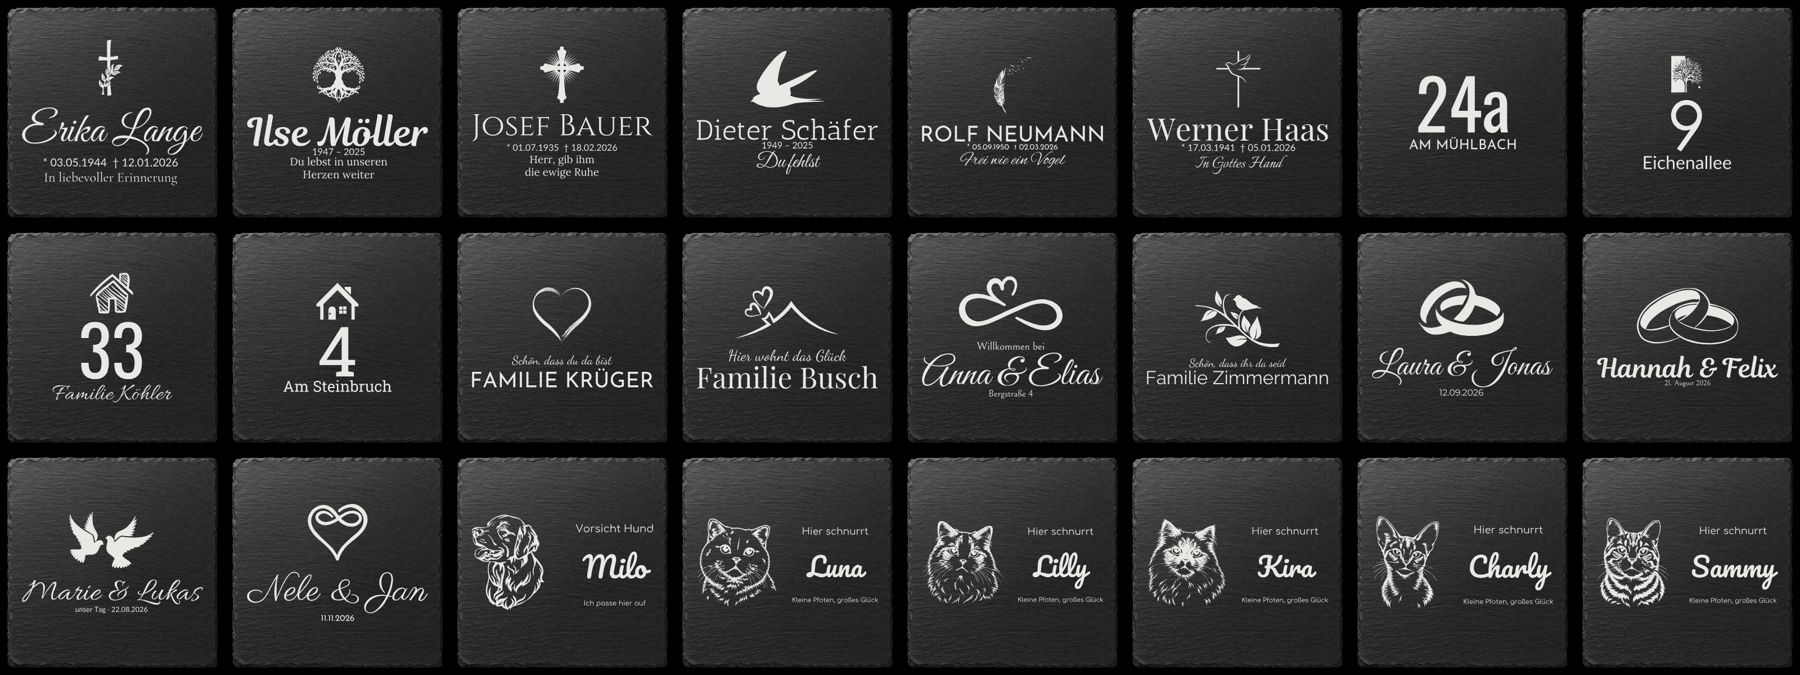 Erika Lange
* 03.05.1944 † 12.01.2026
In liebevoller Erinnerung
Ilse Möller
1947 – 2025
Du lebst in unseren
Herzen weiter
Josef Bauer
* 01.07.1935 † 18.02.2026
Herr, gib ihm
die ewige Ruhe
Dieter Schäfer
1949 – 2025
Du fehlst
ROLF NEUMANN
* 05.09.1950 † 02.03.2026
Frei wie ein Vogel
Werner Haas
* 17.03.1941 † 05.01.2026
In Gottes Hand
24a
AM MÜHLBACH
9
Eichenallee
33
Familie Köhler
4
Am Steinbruch
Schön, dass du da bist
FAMILIE KRÜGER
Hier wohnt das Glück
Familie Busch
Willkommen bei
Anna & Elias
Bergstraße 4
Schön, dass ihr da seid
Familie Zimmermann
Laura & Jonas
12.09.2026
Hannah & Felix
21. August 2026
Marie & Lukas
unser Tag · 22.08.2026
Nele & Jan
11.11.2026
Vorsicht Hund
Milo
Ich passe hier auf
Hier schnurrt
Luna
Kleine Pfoten, großes Glück
Hier schnurrt
Lilly
Kleine Pfoten, großes Glück
Hier schnurrt
Kira
Kleine Pfoten, großes Glück
Hier schnurrt
Charly
Kleine Pfoten, großes Glück
Hier schnurrt
Sammy
Kleine Pfoten, großes Glück